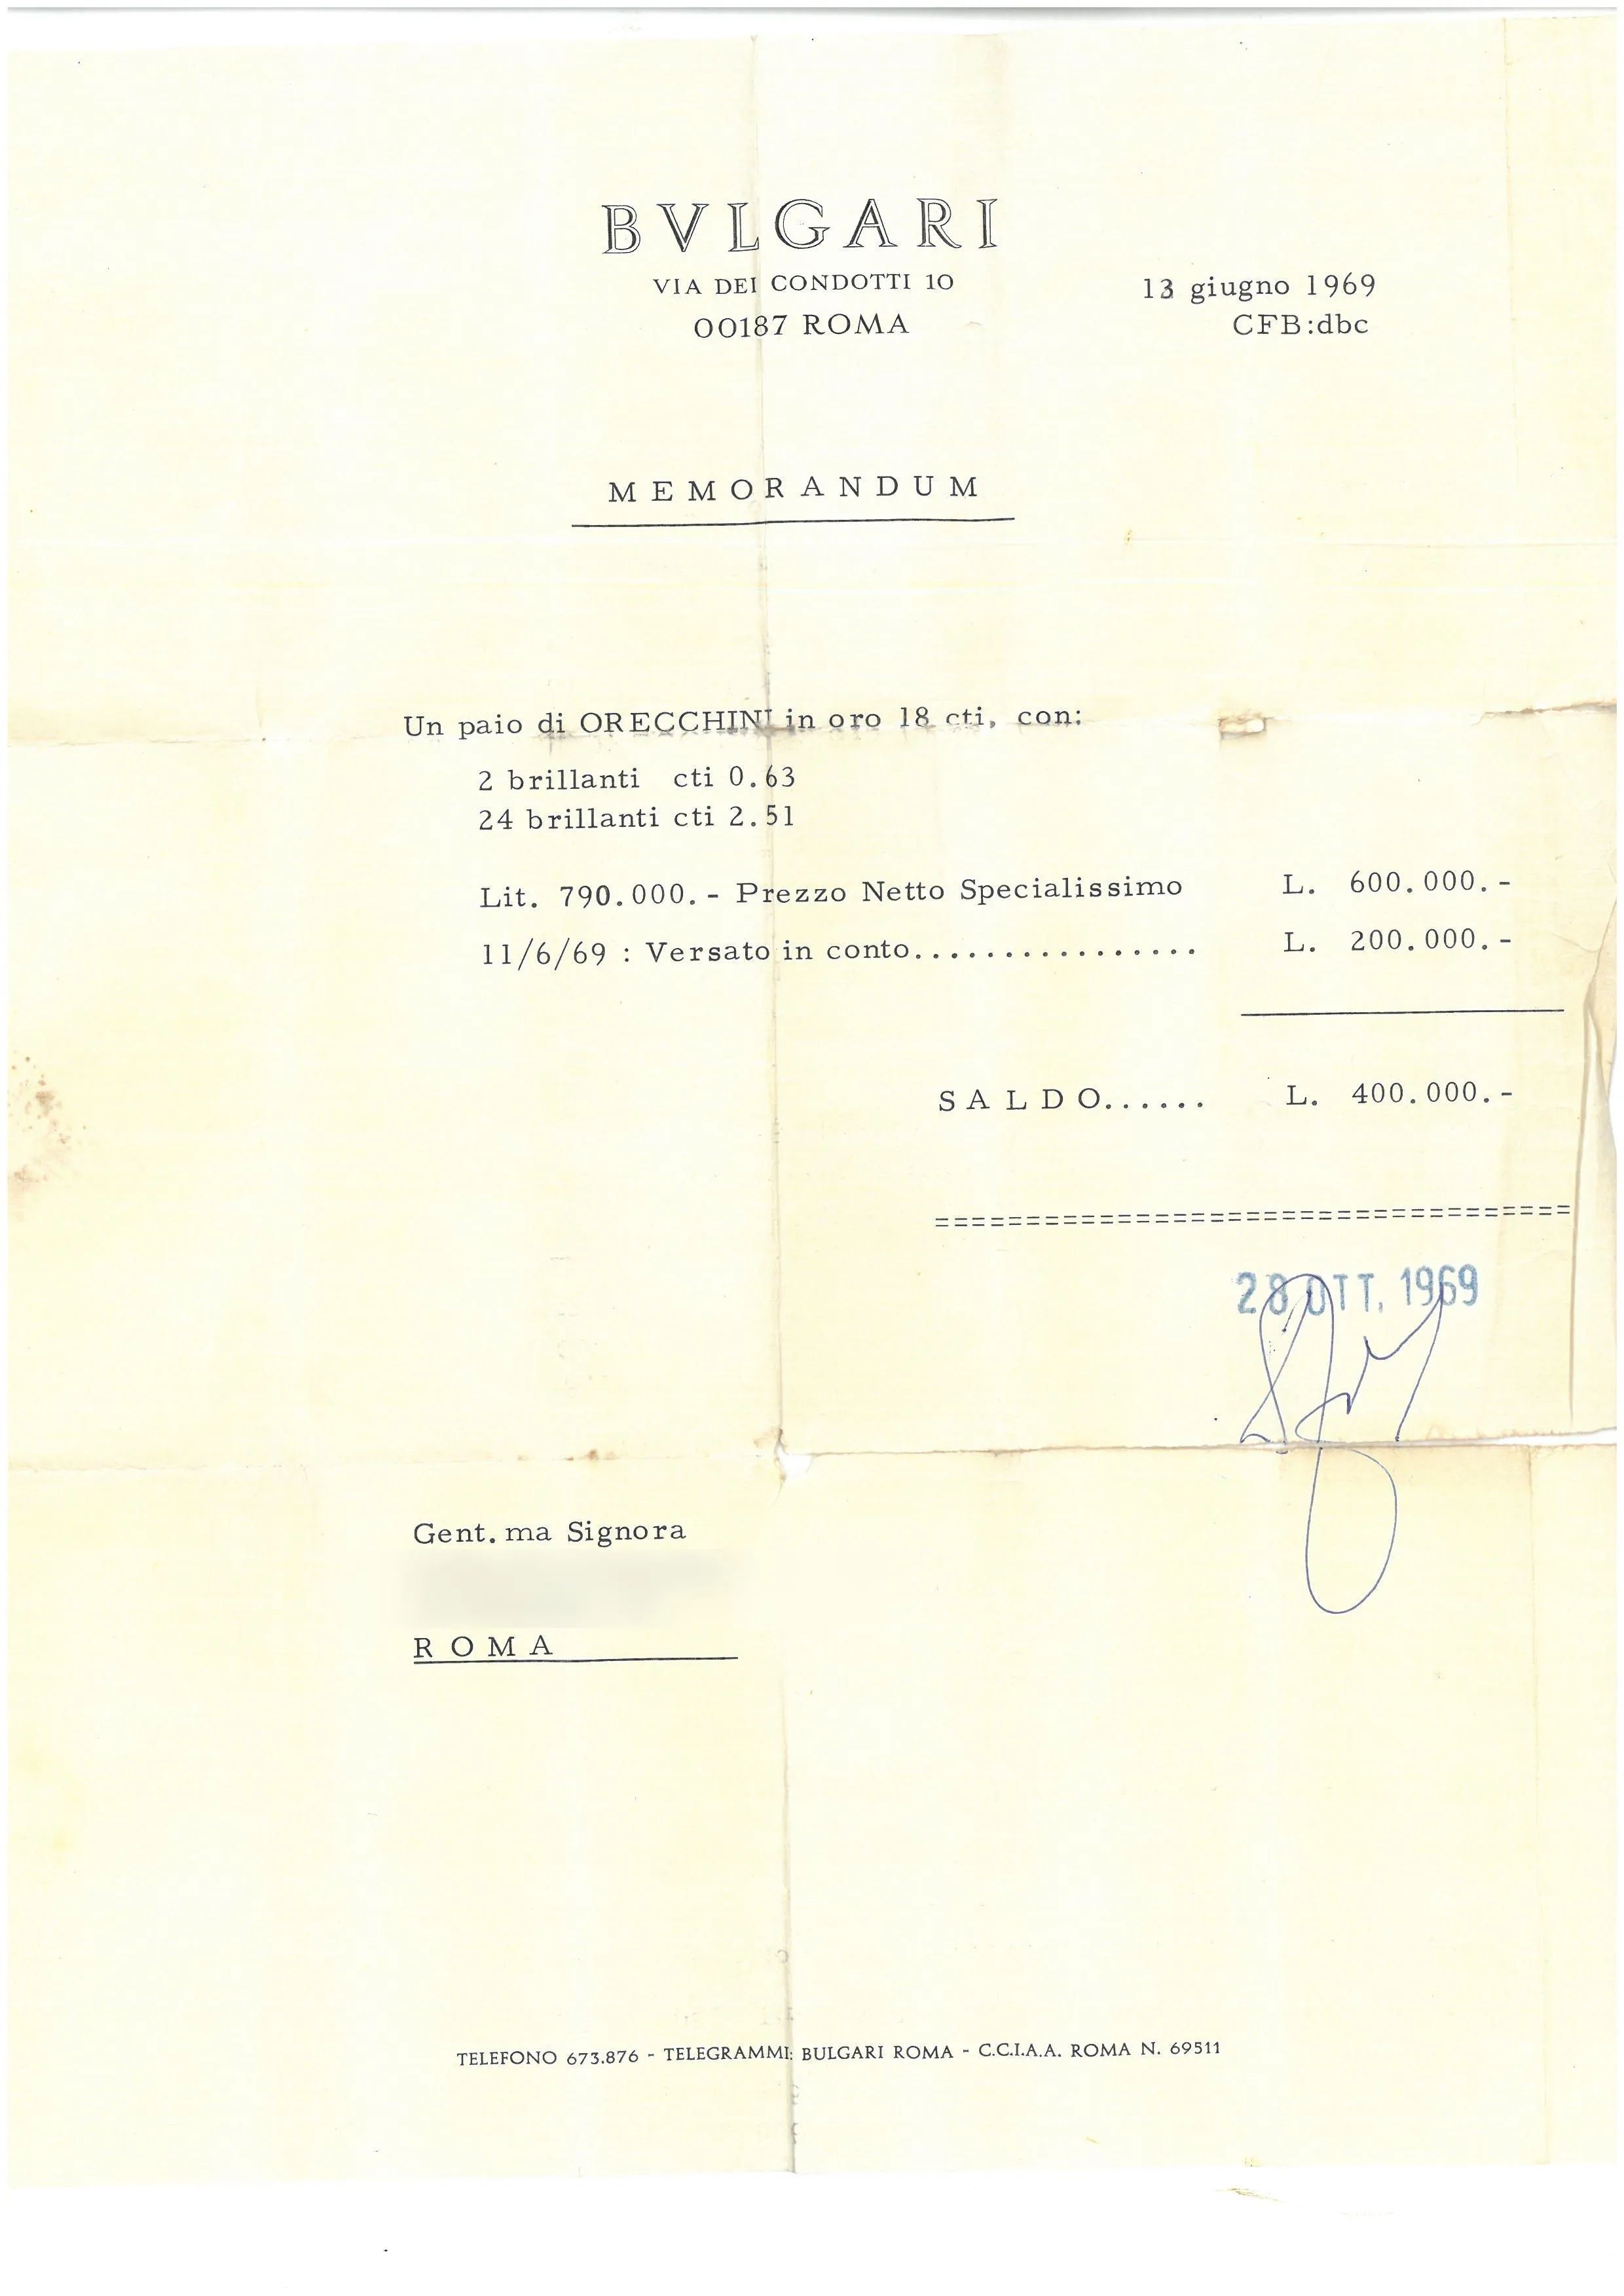 BVLGARI
VIA DEI CONDOTTI 10
00187 ROMA
13 giugno 1969
CFB:dbc
MEMORANDUM
Un paio di ORECCHINI in oro 18 cti, con:
2 brillanti cti 0.63
24 brillanti cti 2.51
Lit. 790.000.- Prezzo Netto Specialissimo L. 600.000.-
11/6/69 : Versato in conto................ L. 200.000.-
SALDO...... L. 400.000.-
===================================
28 OTT. 1969
Gent.ma Signora
ROMA
TELEFONO 673.876 - TELEGRAMMI: BULGARI ROMA - C.C.I.A.A. ROMA N. 69511